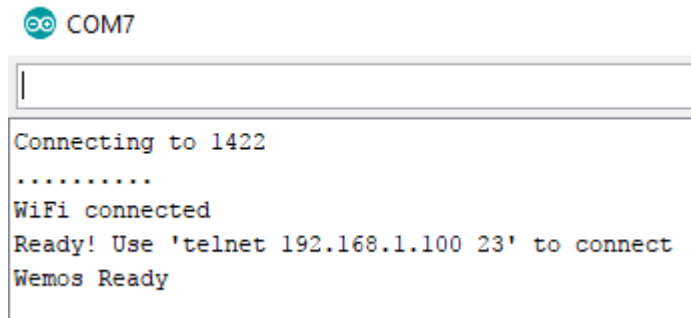 COM7
Connecting to 1422
..........
WiFi connected
Ready! Use 'telnet 192.168.1.100 23' to connect
Wemos Ready